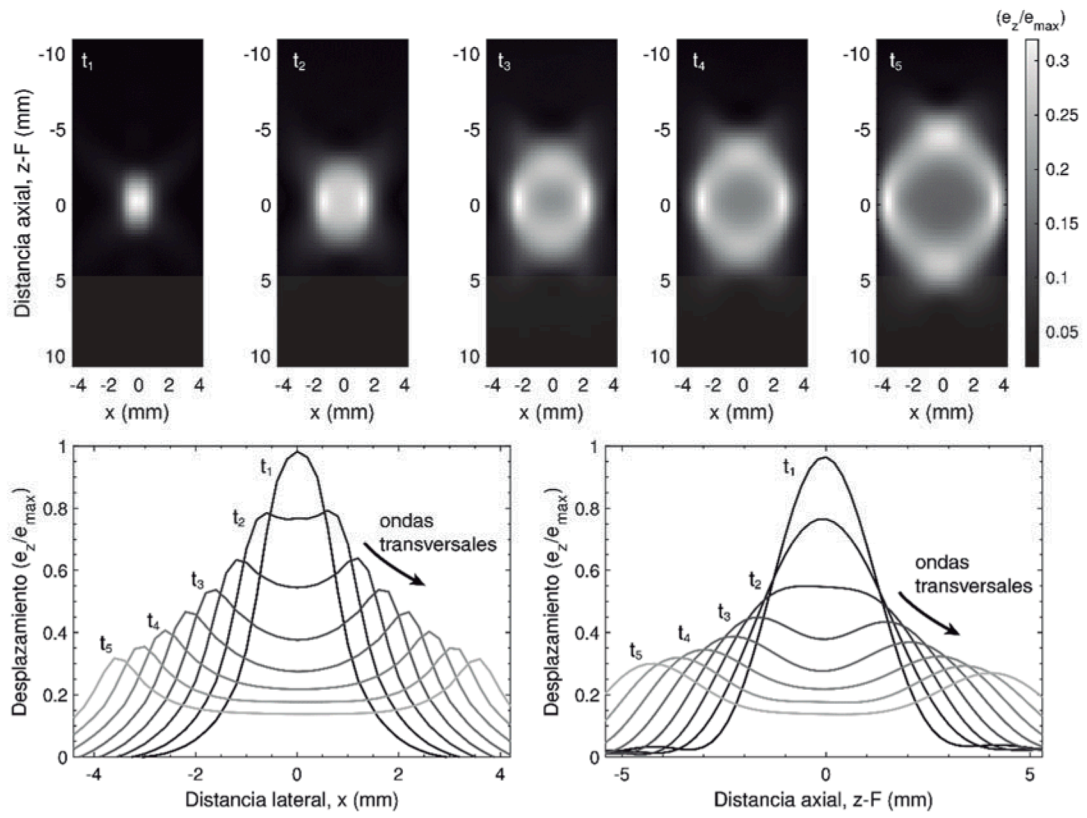 (e_z/e_max)
t₁ t₂ t₃ t₄ t₅
Distancia axial, z-F (mm)
-10 -10 -10 -10 -10
-5 -5 -5 -5 -5
0 0 0 0 0
5 5 5 5 5
10 10 10 10 10
0.3
0.25
0.2
0.15
0.1
0.05
-4 -2 0 2 4 -4 -2 0 2 4 -4 -2 0 2 4 -4 -2 0 2 4 -4 -2 0 2 4
x (mm) x (mm) x (mm) x (mm) x (mm)
Desplazamiento (e_z/e_max)
1
0.8
0.6
0.4
0.2
0
t₁
t₂
t₃
t₄
t₅
ondas
transversales
-4 -2 0 2 4
Distancia lateral, x (mm)
Desplazamiento (e_z/e_max)
1
0.8
0.6
0.4
0.2
0
t₁
t₂
t₃
t₄
t₅
ondas
transversales
-5 0 5
Distancia axial, z-F (mm)